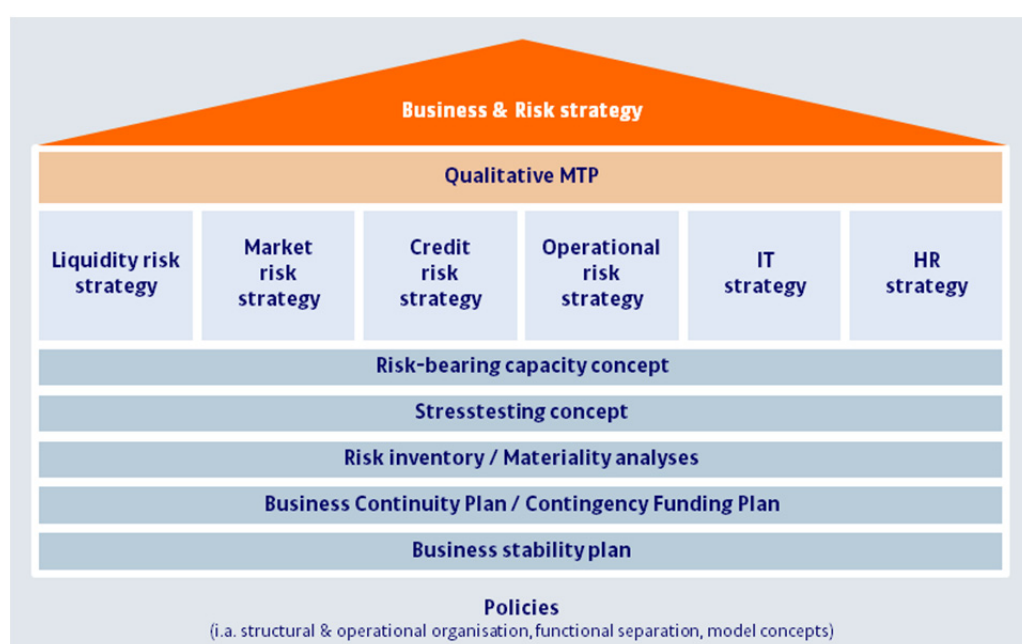 Business & Risk strategy
Qualitative MTP
Liquidity risk
strategy
Market
risk
strategy
Credit
risk
strategy
Operational
risk
strategy
IT
strategy
HR
strategy
Risk-bearing capacity concept
Stresstesting concept
Risk inventory / Materiality analyses
Business Continuity Plan / Contingency Funding Plan
Business stability plan
Policies
(i.a. structural & operational organisation, functional separation, model concepts)